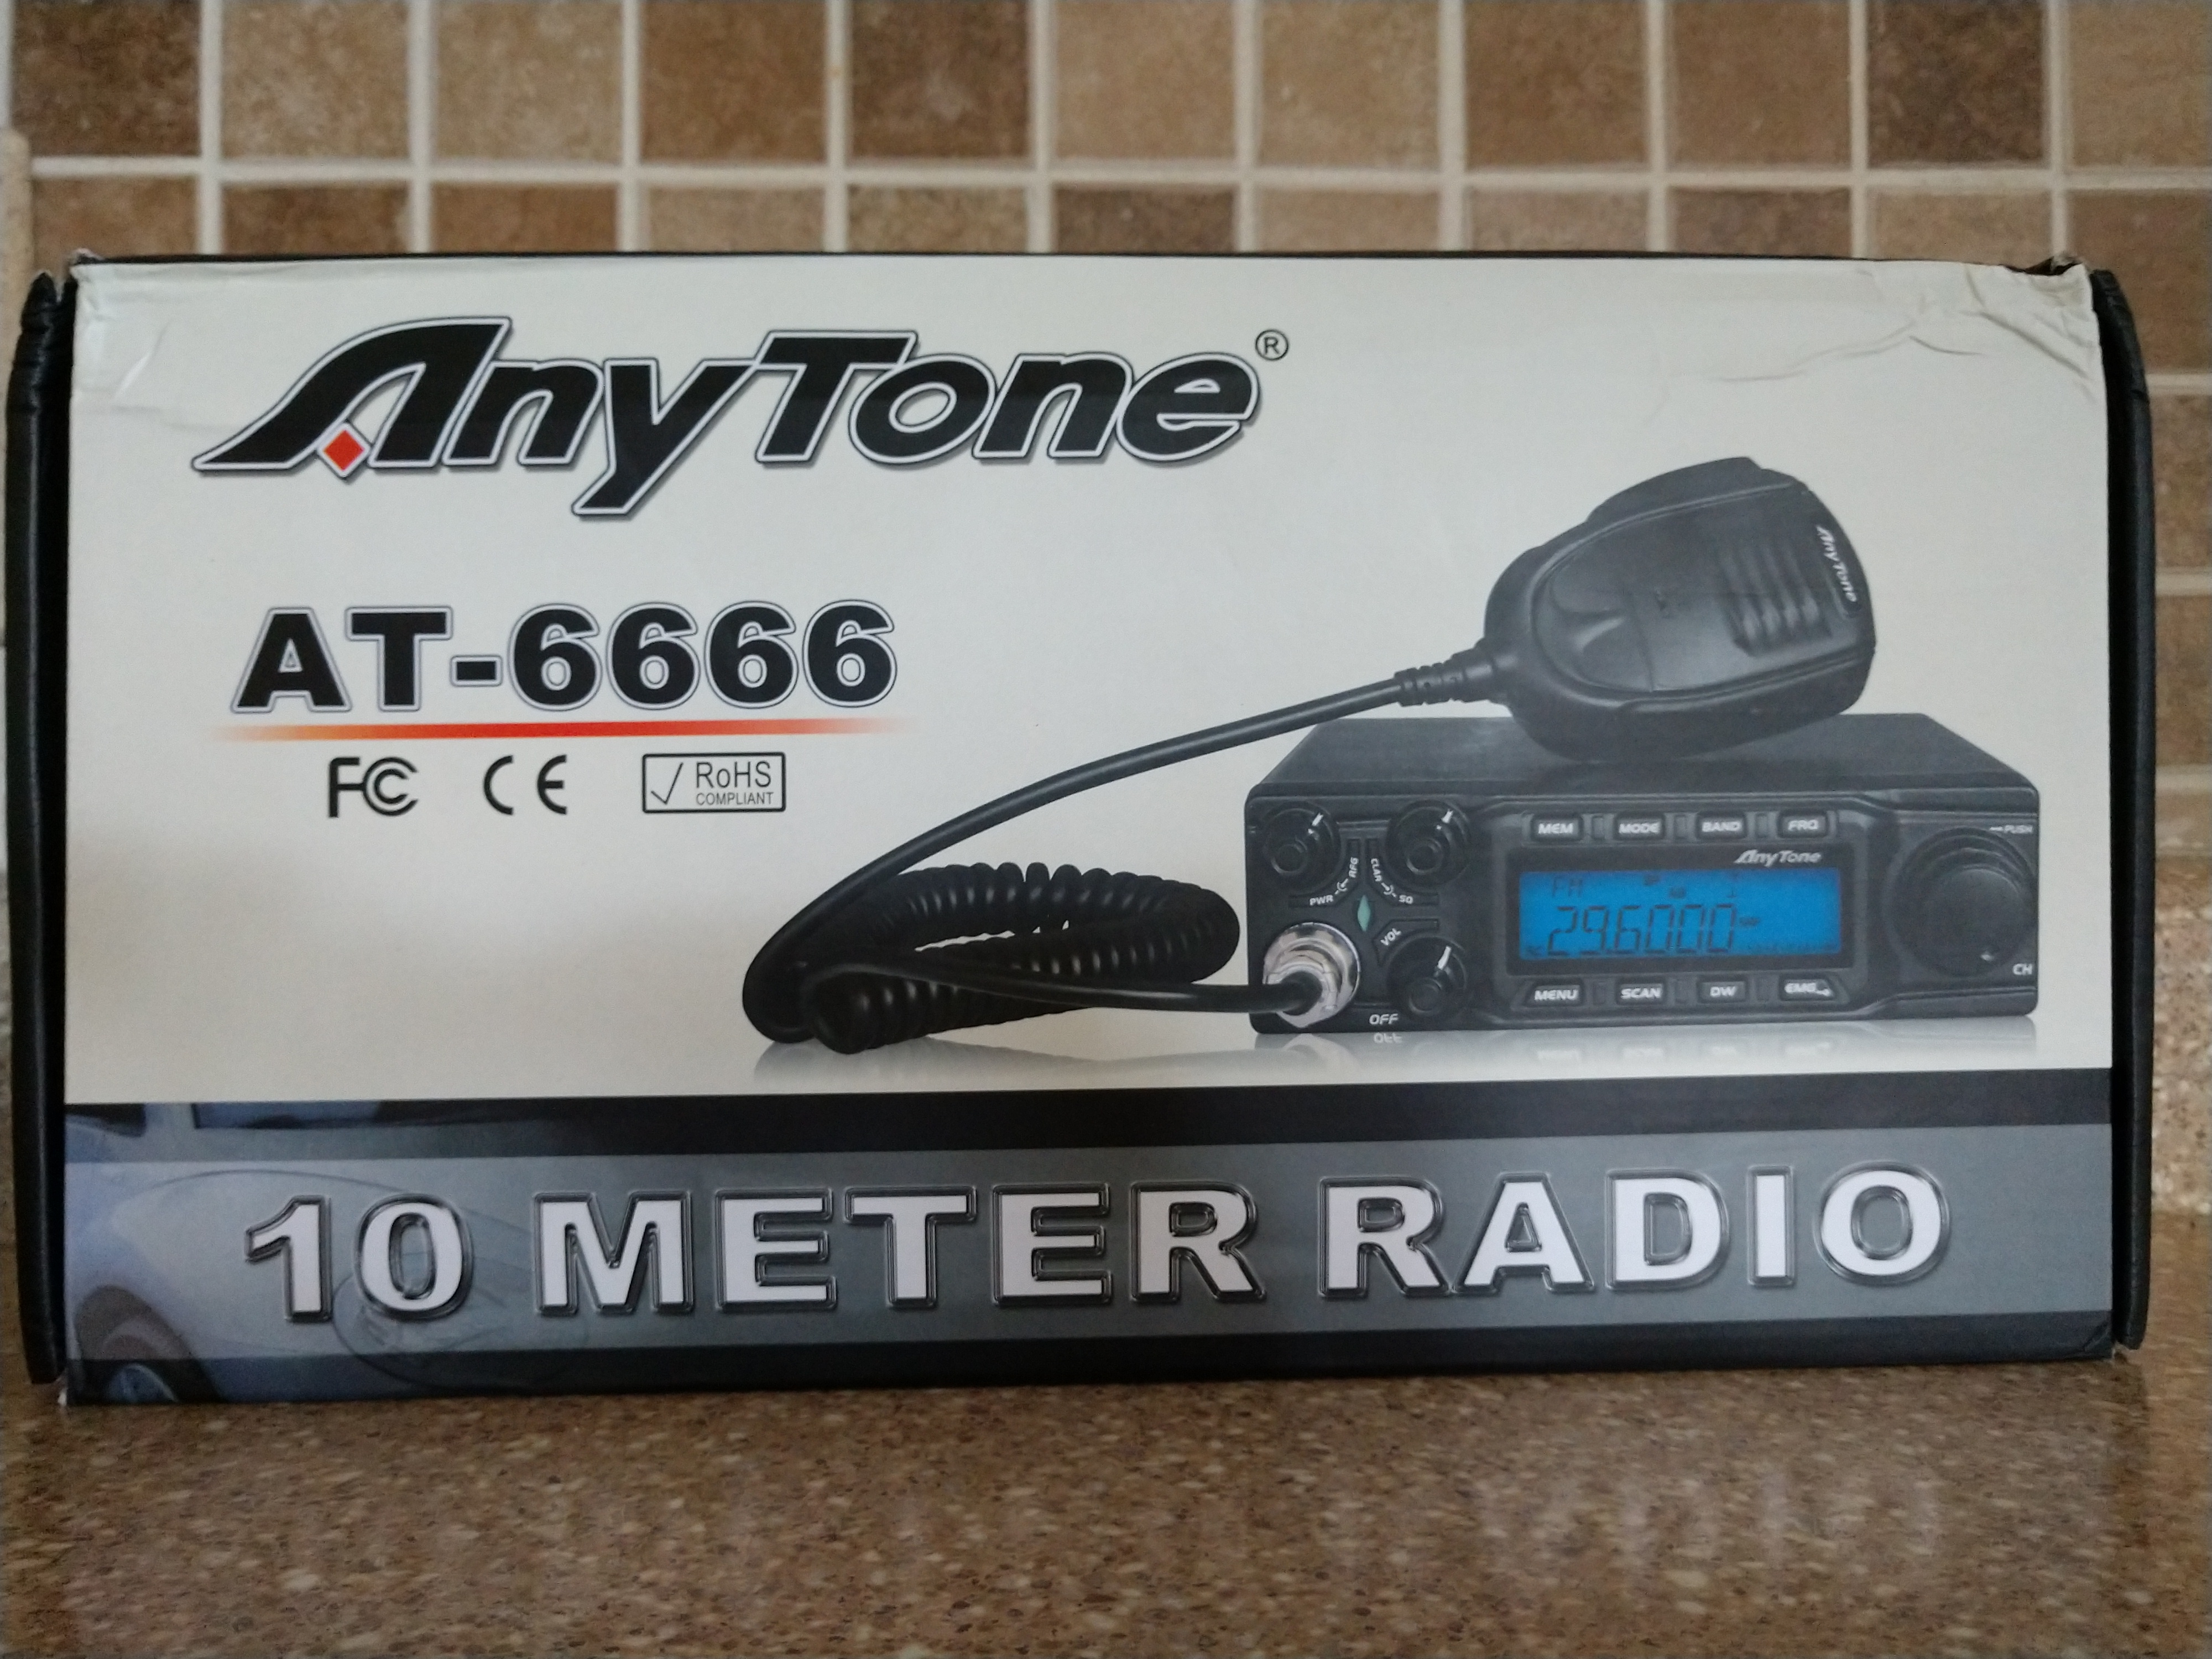 AnyTone®
AT-6666
FC CE RoHS
COMPLIANT
AnyTone
MEM MODE BAND FRQ
PUSH
AnyTone
RFG CLAR
PWR SQ
FM
29.6000
VOL
CH
MENU SCAN DW EMG
OFF
10 METER RADIO